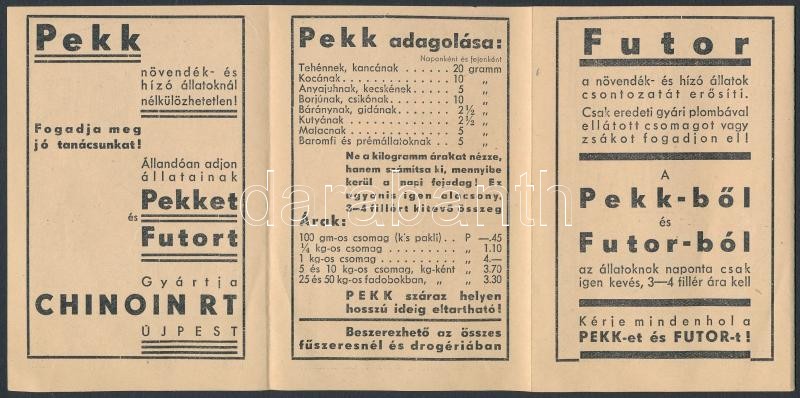 Pekk
növendék- és
hízó állatoknál
nélkülözhetetlen!
Fogadja meg
jó tanácsunkat!
Állandóan adjon
állatainak
Pekket
és
Futort
Gyártja
CHINOIN RT
ÚJPEST
Pekk adagolása:
Naponként és fejenként
Tehénnek, kancának . . . . . . 20 gramm
Kocának . . . . . . . . . . 10 „
Anyajuhnak, kecskének . . . . 5 „
Borjúnak, csikónak . . . . . . 10 „
Báránynak, gidának . . . . . 2½ „
Kutyának . . . . . . . . . 2½ „
Malacnak . . . . . . . . . 5 „
Baromfi és prémállatoknak . . . 5 „
Ne a kilogramm árakat nézze,
hanem számítsa ki, mennyibe
kerül a napi fejadag! Ez
ugyanis igen alacsony,
3—4 fillért kitevő összeg
Árak:
100 gm-os csomag (k's pakli) . . P —.45
¼ kg-os csomag . . . . . . „ 1.10
1 kg-os csomag . . . . . . „ 4.—
5 és 10 kg-os csomag, kg-ként „ 3.70
25 és 50 kg-os fadobokban, „ „ 3.30
PEKK száraz helyen
hosszú ideig eltartható!
Beszerezhető az összes
fűszeresnél és drogériában
Futor
a növendék- és hízó állatok
csontozatát erősíti.
Csak eredeti gyári plombával
ellátott csomagot vagy
zsákot fogadjon el!
A
Pekk-ből
és
Futor-ból
az állatoknak naponta csak
igen kevés, 3—4 fillér ára kell
Kérje mindenhol a
PEKK-et és FUTOR-t!
darabanth